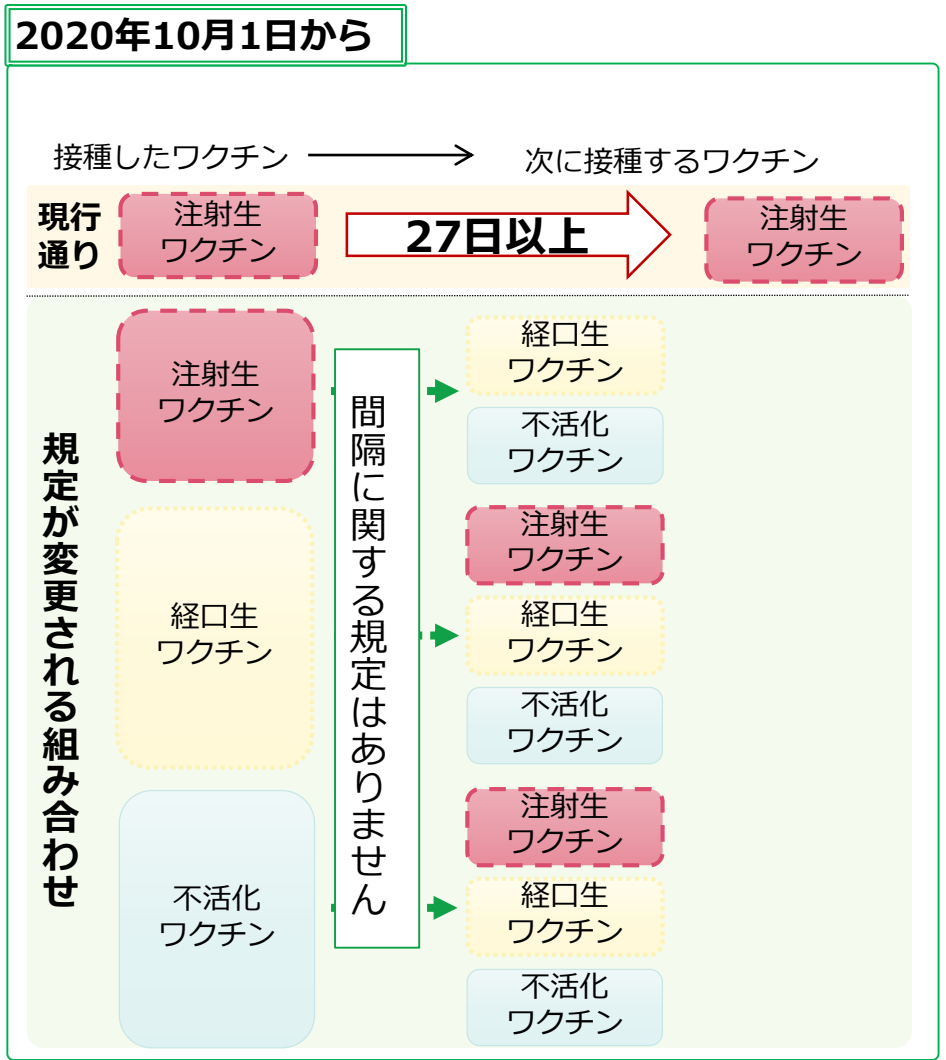 2020年10月1日から
接種したワクチン
次に接種するワクチン
現行
通り
注射生
ワクチン
27日以上
注射生
ワクチン
規定が変更される組み合わせ
注射生
ワクチン
間隔に関する規定はありません
経口生
ワクチン
不活化
ワクチン
経口生
ワクチン
注射生
ワクチン
経口生
ワクチン
不活化
ワクチン
不活化
ワクチン
注射生
ワクチン
経口生
ワクチン
不活化
ワクチン